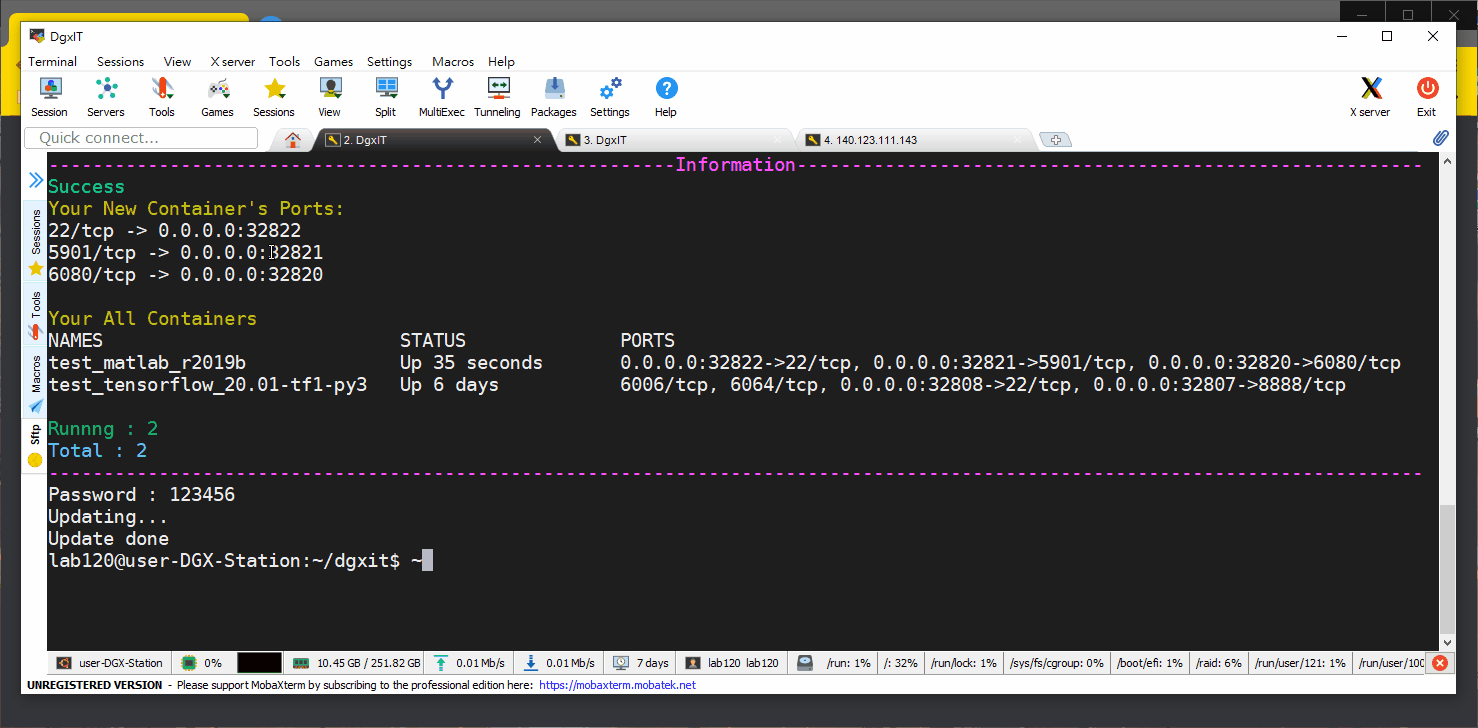 DgxIT
Terminal Sessions View X server Tools Games Settings Macros Help
Session Servers Tools Games Sessions View Split MultiExec Tunneling Packages Settings Help X server Exit
Quick connect... 2. DgxIT 3. DgxIT 4. 140.123.111.143
Information
Success
Your New Container's Ports:
22/tcp -> 0.0.0.0:32822
5901/tcp -> 0.0.0.0:32821
6080/tcp -> 0.0.0.0:32820
Your All Containers
NAMES STATUS PORTS
test_matlab_r2019b Up 35 seconds 0.0.0.0:32822->22/tcp, 0.0.0.0:32821->5901/tcp, 0.0.0.0:32820->6080/tcp
test_tensorflow_20.01-tf1-py3 Up 6 days 6006/tcp, 6064/tcp, 0.0.0.0:32808->22/tcp, 0.0.0.0:32807->8888/tcp
Runnng : 2
Total : 2
Password : 123456
Updating...
Update done
lab120@user-DGX-Station:~/dgxit$ ~
Sessions
Tools
Macros
Sftp
user-DGX-Station 0% 10.45 GB / 251.82 GB 0.01 Mb/s 0.01 Mb/s 7 days lab120 lab120 /run: 1% /: 32% /run/lock: 1% /sys/fs/cgroup: 0% /boot/efi: 1% /raid: 6% /run/user/121: 1% /run/user/100
UNREGISTERED VERSION - Please support MobaXterm by subscribing to the professional edition here: https://mobaxterm.mobatek.net